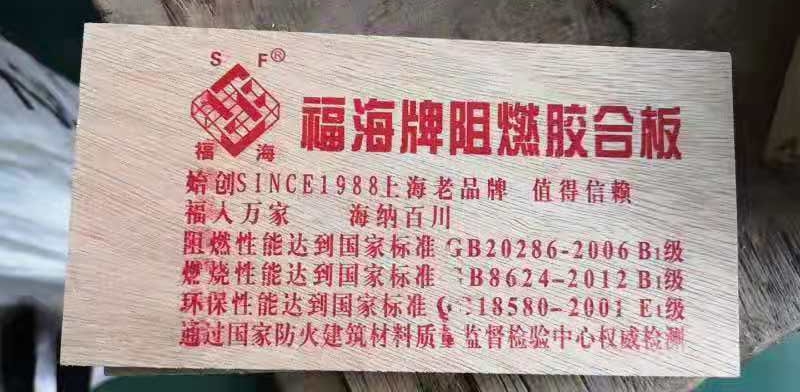 S F®
福海
福海牌阻燃胶合板
始创SINCE1988上海老品牌 值得信赖
福人万家 海纳百川
阻燃性能达到国家标准 GB20286-2006 B1级
燃烧性能达到国家标准 GB8624-2012 B1级
环保性能达到国家标准 18580-2001 E1级
通过国家防火建筑材料质量监督检验中心权威检测